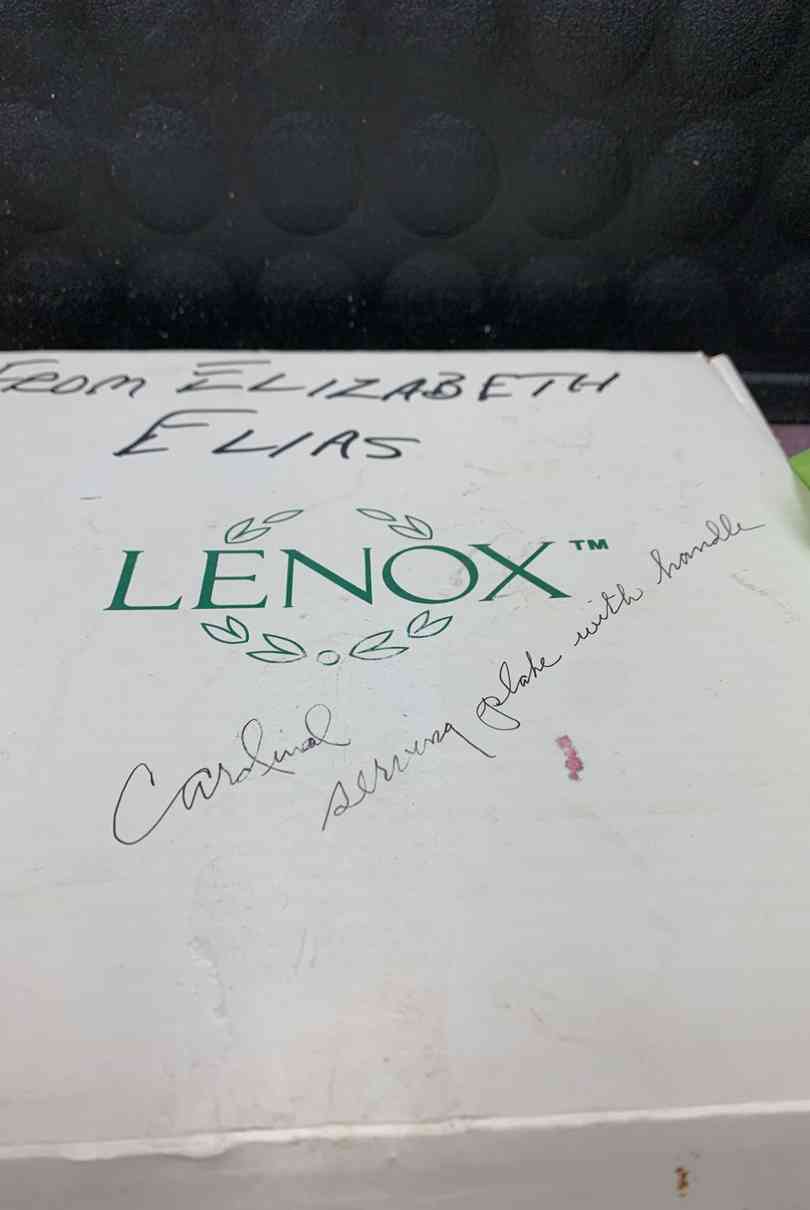 FROM ELIZABETH
ELIAS
LENOX™
Cardinal
serving plate with handle